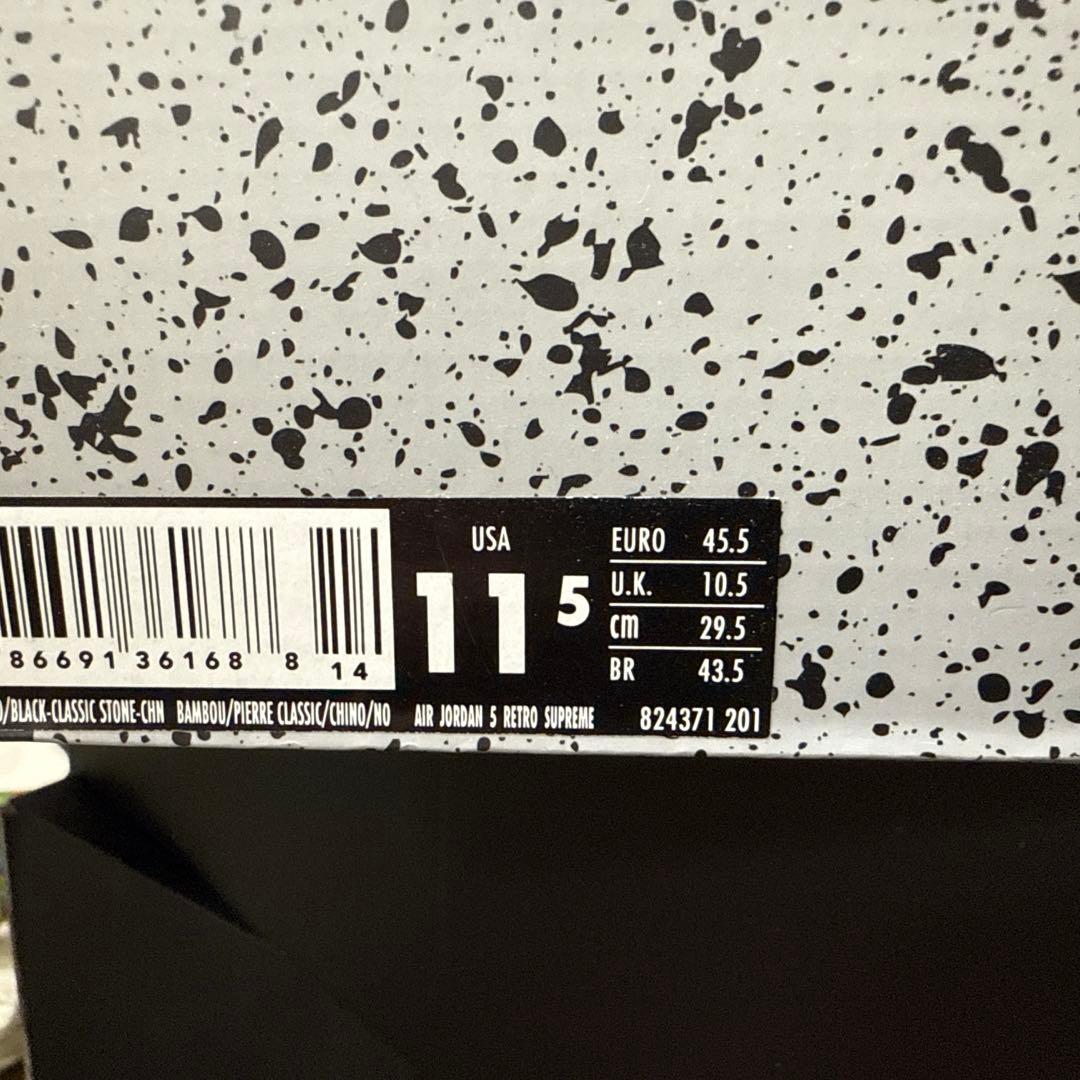 86691 36168 8 14
USA
11 5
EURO 45.5
U.K. 10.5
cm 29.5
BR 43.5
/BLACK-CLASSIC STONE-CHN BAMBOU/PIERRE CLASSIC/CHINO/NO AIR JORDAN 5 RETRO SUPREME 824371 201